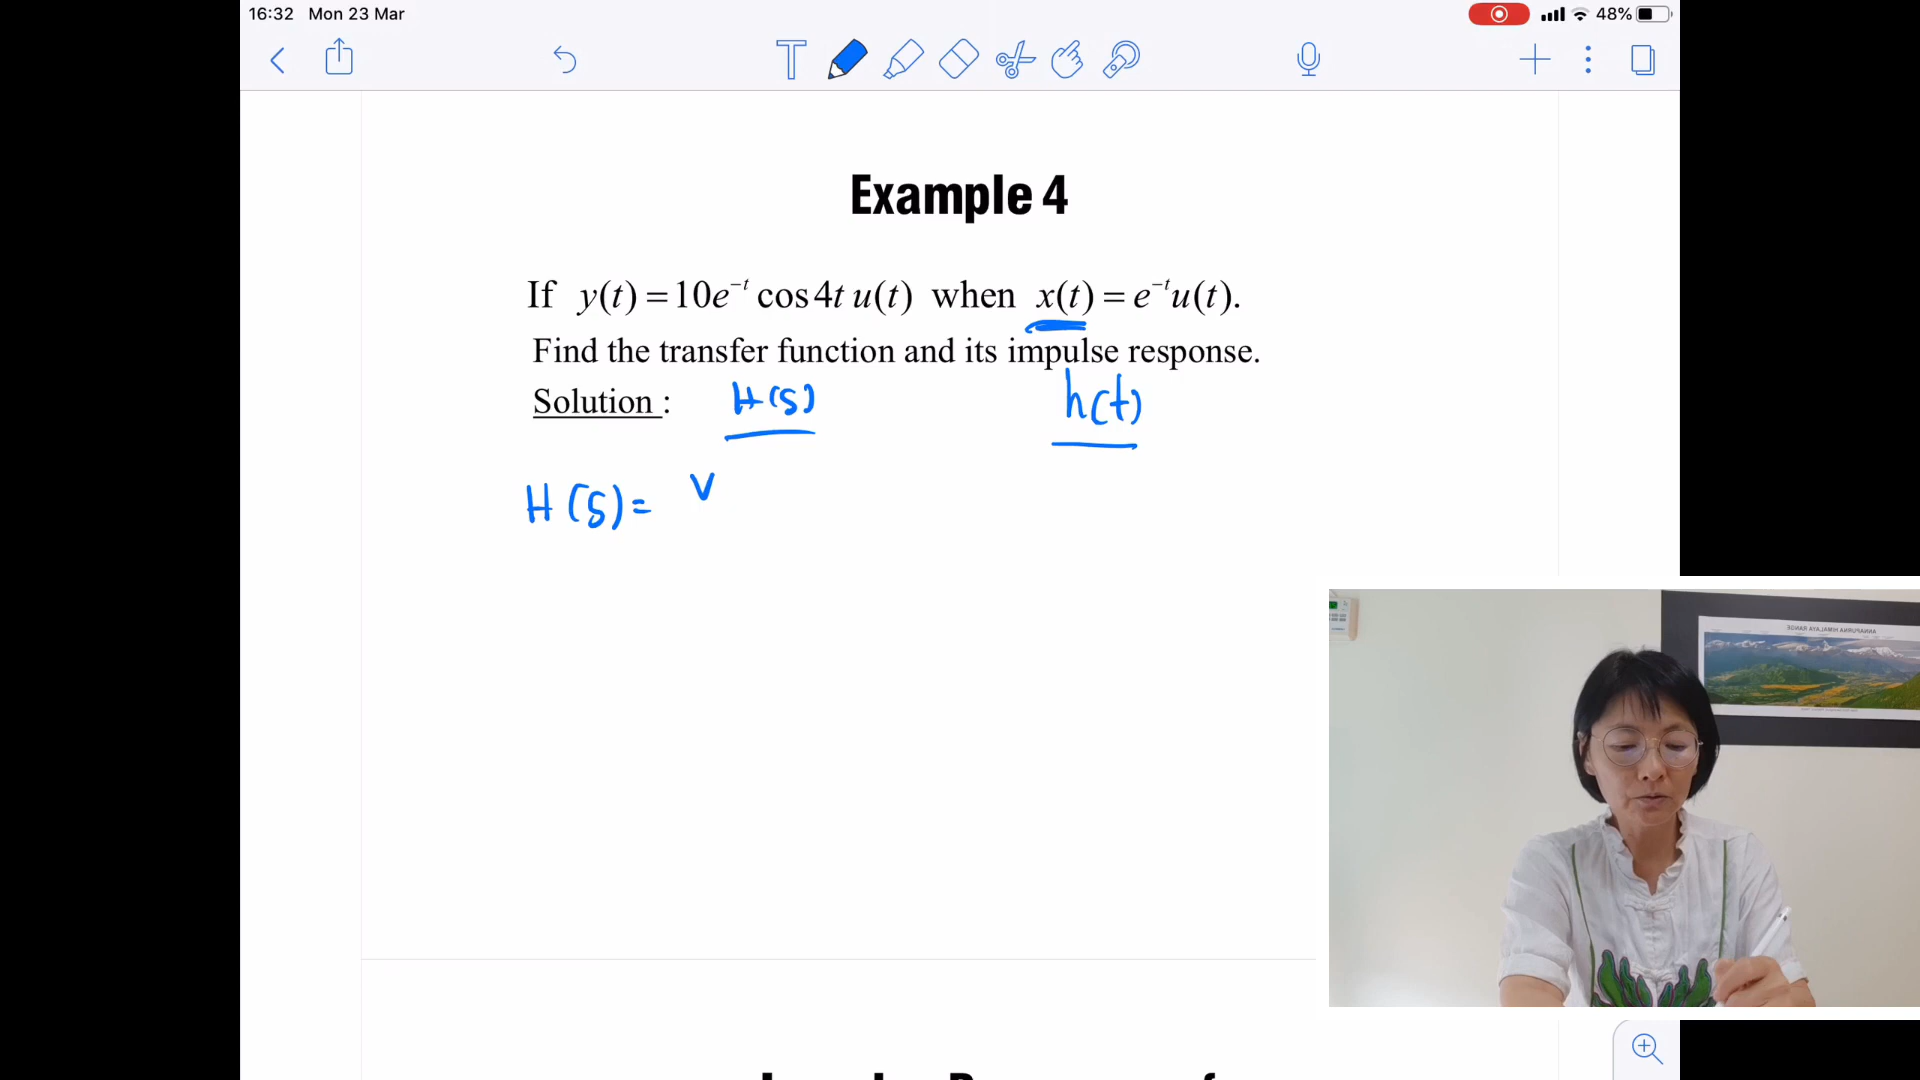 16:32 Mon 23 Mar
48%
Example 4
If y(t) = 10e⁻ᵗ cos 4t u(t) when x(t) = e⁻ᵗu(t).
Find the transfer function and its impulse response.
Solution : H(s) h(t)
H(s) = v